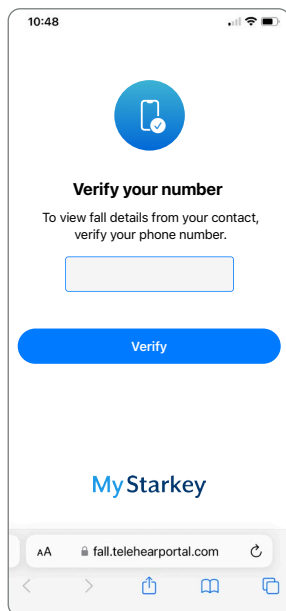 10:48
Verify your number
To view fall details from your contact,
verify your phone number.
Verify
MyStarkey
AA fall.telehearportal.com